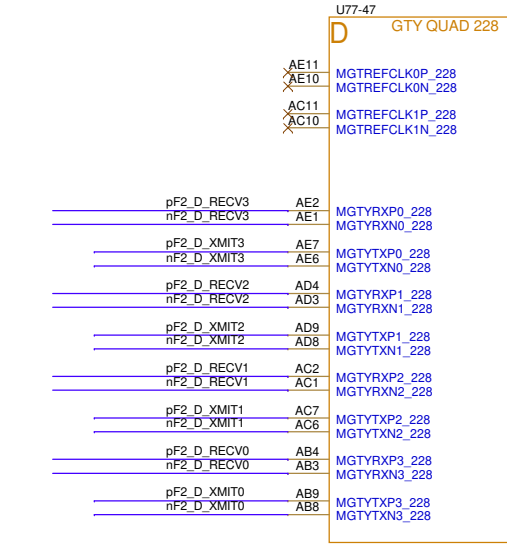 U77-47
D GTY QUAD 228
AE11 MGTREFCLK0P_228
AE10 MGTREFCLK0N_228
AC11 MGTREFCLK1P_228
AC10 MGTREFCLK1N_228
pF2_D_RECV3 AE2 MGTYRXP0_228
nF2_D_RECV3 AE1 MGTYRXN0_228
pF2_D_XMIT3 AE7 MGTYTXP0_228
nF2_D_XMIT3 AE6 MGTYTXN0_228
pF2_D_RECV2 AD4 MGTYRXP1_228
nF2_D_RECV2 AD3 MGTYRXN1_228
pF2_D_XMIT2 AD9 MGTYTXP1_228
nF2_D_XMIT2 AD8 MGTYTXN1_228
pF2_D_RECV1 AC2 MGTYRXP2_228
nF2_D_RECV1 AC1 MGTYRXN2_228
pF2_D_XMIT1 AC7 MGTYTXP2_228
nF2_D_XMIT1 AC6 MGTYTXN2_228
pF2_D_RECV0 AB4 MGTYRXP3_228
nF2_D_RECV0 AB3 MGTYRXN3_228
pF2_D_XMIT0 AB9 MGTYTXP3_228
nF2_D_XMIT0 AB8 MGTYTXN3_228